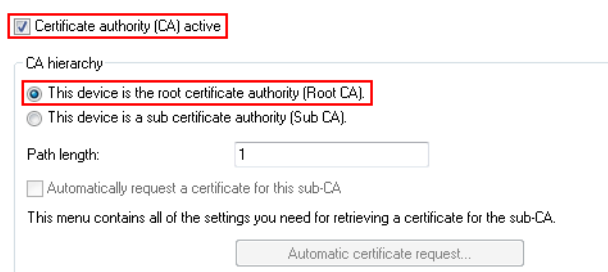 Certificate authority (CA) active
CA hierarchy
This device is the root certificate authority (Root CA).
This device is a sub certificate authority (Sub CA).
Path length: 1
Automatically request a certificate for this sub-CA
This menu contains all of the settings you need for retrieving a certificate for the sub-CA.
Automatic certificate request...